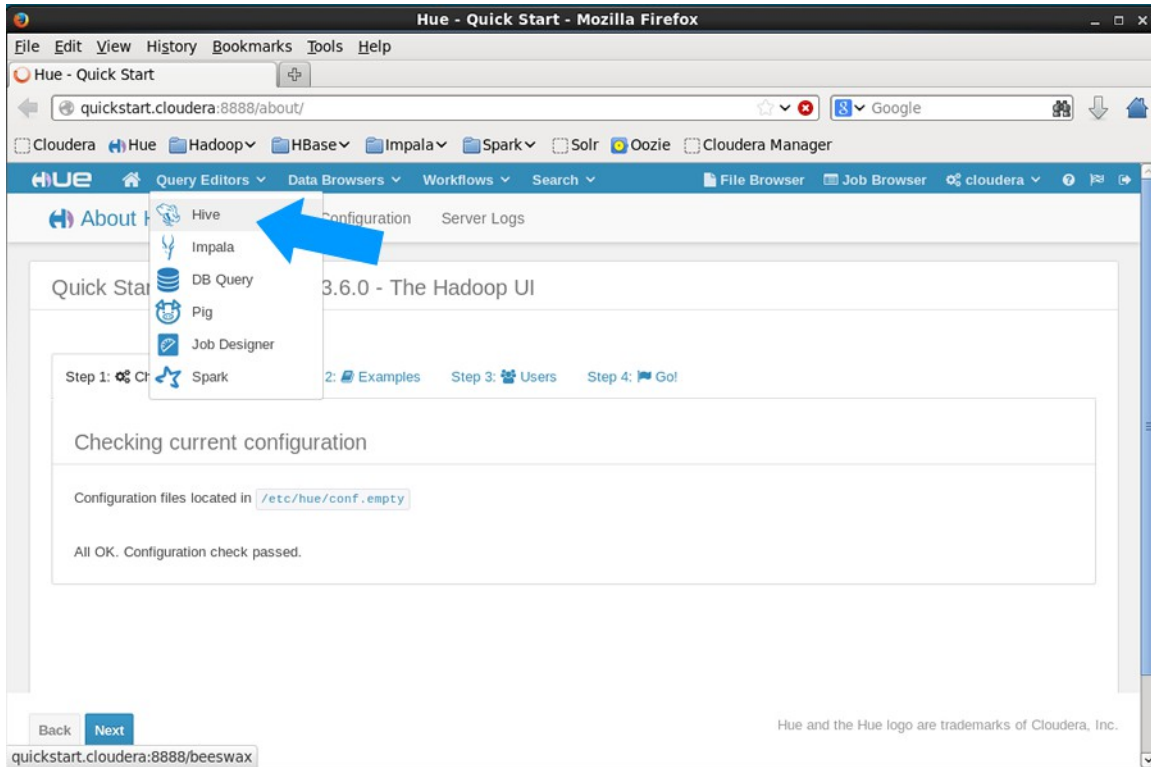 Hue - Quick Start - Mozilla Firefox
File Edit View History Bookmarks Tools Help
Hue - Quick Start
quickstart.cloudera:8888/about/
Google
Cloudera Hue Hadoop HBase Impala Spark Solr Oozie Cloudera Manager
HUE Query Editors Data Browsers Workflows Search File Browser Job Browser cloudera
About Configuration Server Logs
Hive
Impala
DB Query
Pig
Job Designer
Spark
Quick Star 3.6.0 - The Hadoop UI
Step 1: Ch 2: Examples Step 3: Users Step 4: Go!
Checking current configuration
Configuration files located in /etc/hue/conf.empty
All OK. Configuration check passed.
Back Next
Hue and the Hue logo are trademarks of Cloudera, Inc.
quickstart.cloudera:8888/beeswax